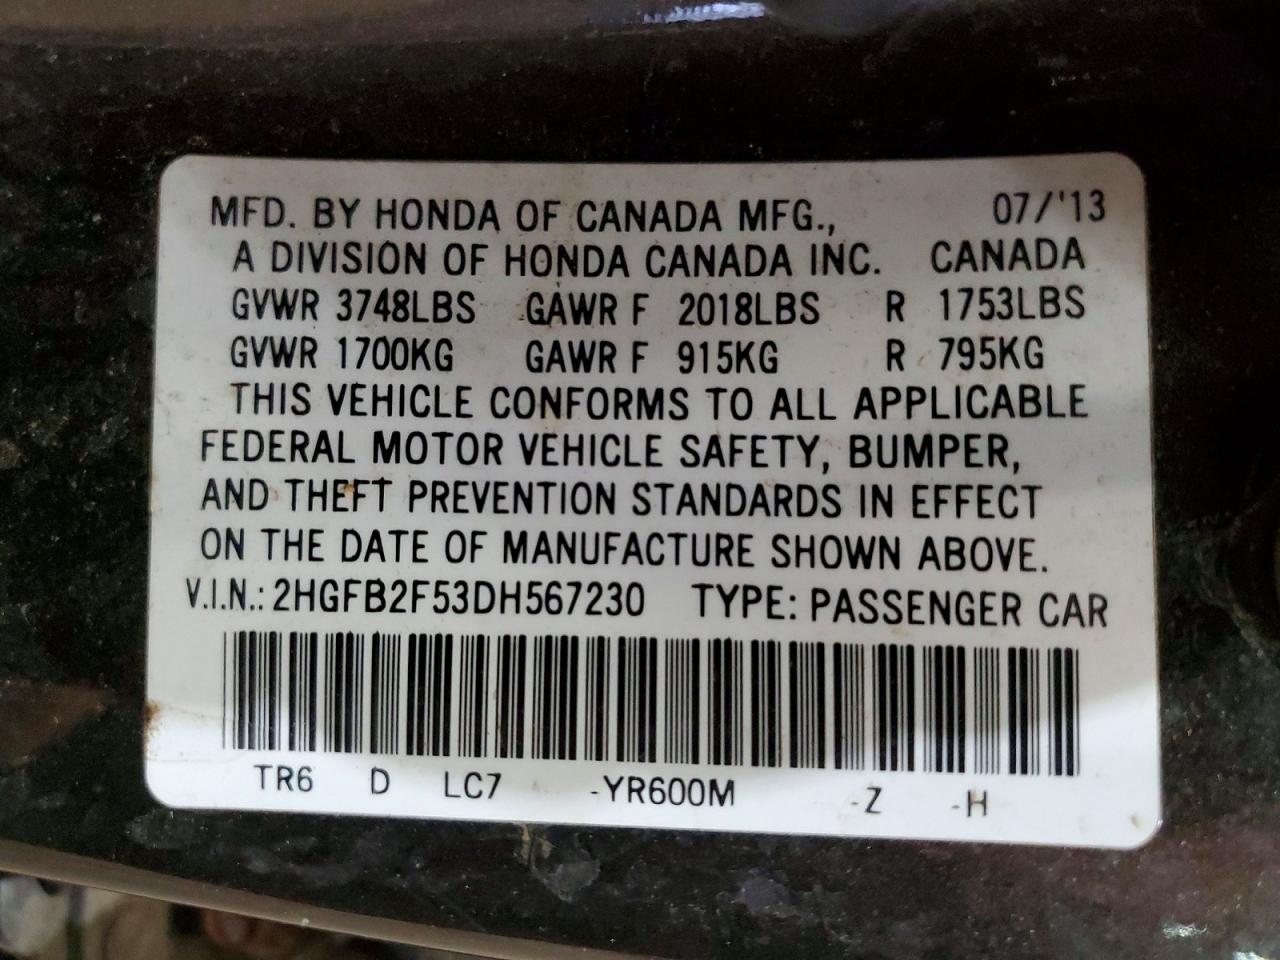 MFD. BY HONDA OF CANADA MFG., 07/'13
A DIVISION OF HONDA CANADA INC. CANADA
GVWR 3748LBS GAWR F 2018LBS R 1753LBS
GVWR 1700KG GAWR F 915KG R 795KG
THIS VEHICLE CONFORMS TO ALL APPLICABLE
FEDERAL MOTOR VEHICLE SAFETY, BUMPER,
AND THEFT PREVENTION STANDARDS IN EFFECT
ON THE DATE OF MANUFACTURE SHOWN ABOVE.
V.I.N.: 2HGFB2F53DH567230 TYPE: PASSENGER CAR
TR6 D LC7 -YR600M -Z -H